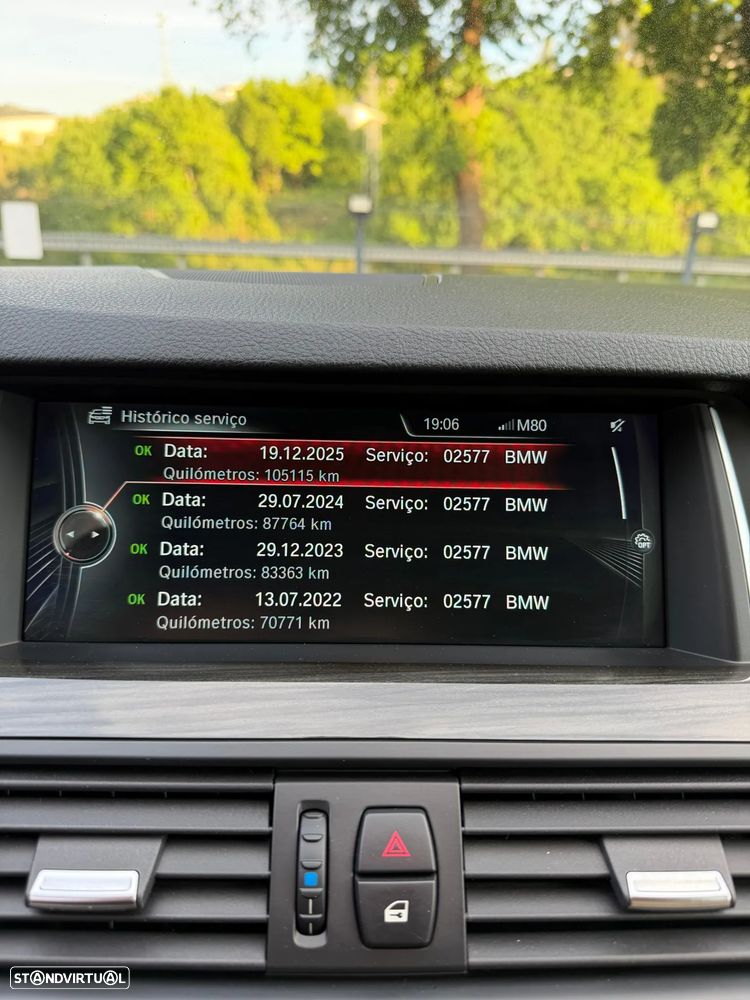 Histórico serviço 19:06 M80
OK Data: 19.12.2025 Serviço: 02577 BMW
Quilómetros: 105115 km
OK Data: 29.07.2024 Serviço: 02577 BMW
Quilómetros: 87764 km
OK Data: 29.12.2023 Serviço: 02577 BMW
Quilómetros: 83363 km
OK Data: 13.07.2022 Serviço: 02577 BMW
Quilómetros: 70771 km
OPT
STANDVIRTUAL